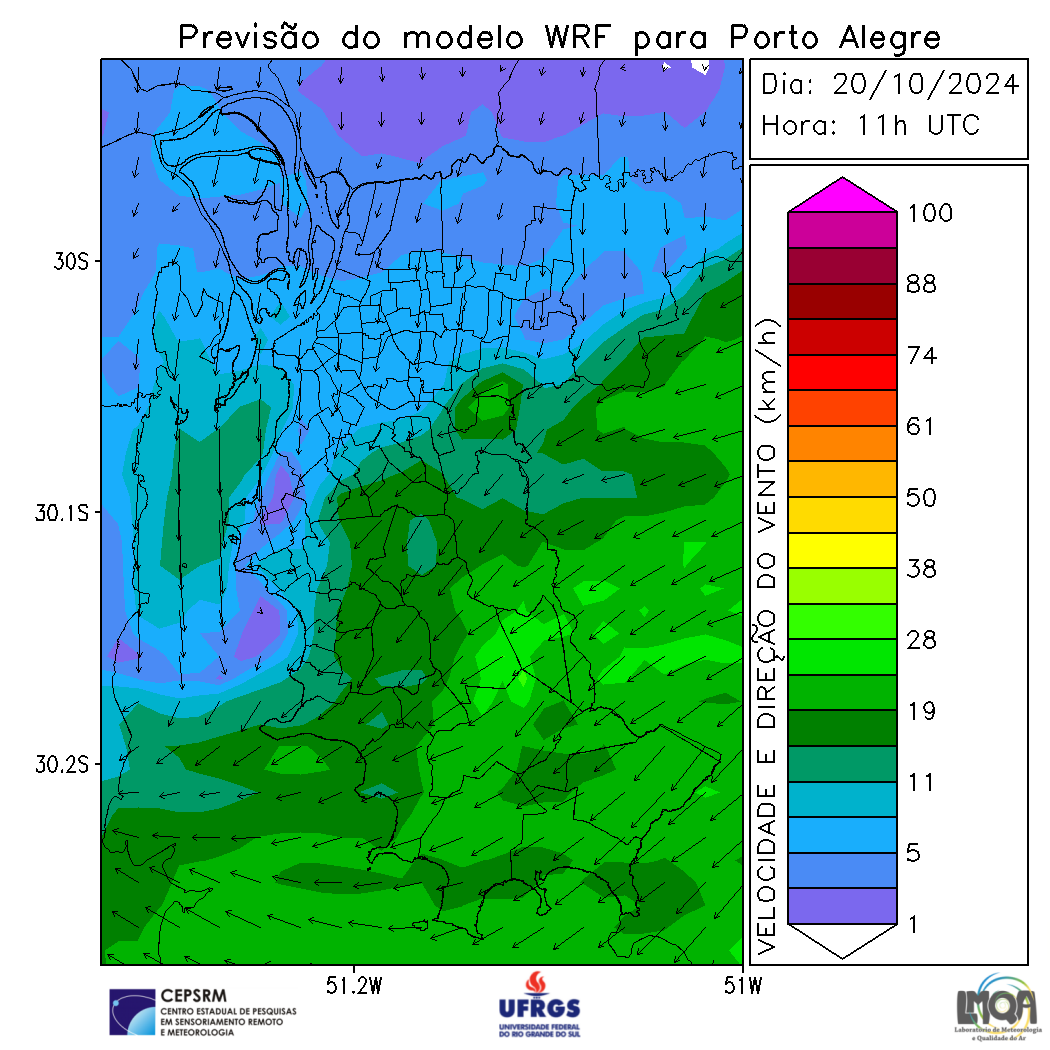 Previsão do modelo WRF para Porto Alegre
Dia: 20/10/2024
Hora: 11h UTC
30S
30.1S
30.2S
51.2W
51W
VELOCIDADE E DIREÇÃO DO VENTO (km/h)
100
88
74
61
50
38
28
19
11
5
1
CEPSRM
CENTRO ESTADUAL DE PESQUISAS
EM SENSORIAMENTO REMOTO
E METEOROLOGIA
UFRGS
UNIVERSIDADE FEDERAL
DO RIO GRANDE DO SUL
LMQA
Laboratório de Meteorologia
e Qualidade do Ar